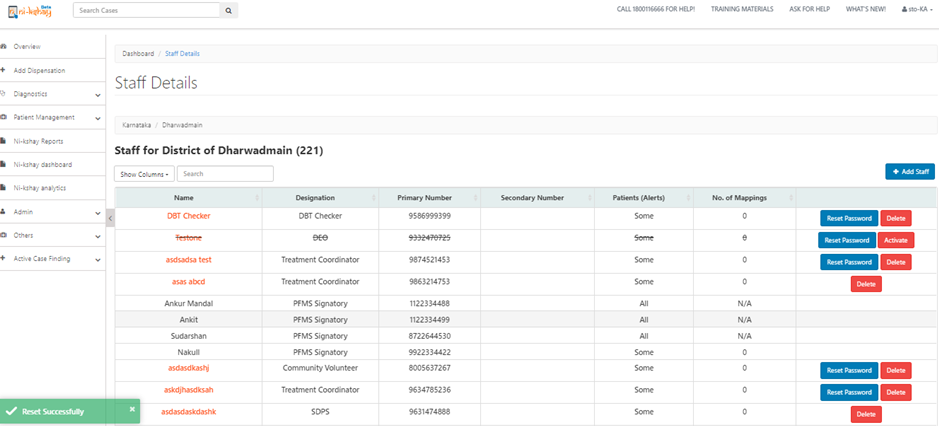 Beta
ni-kshay
Search Cases
CALL 1800116666 FOR HELP! TRAINING MATERIALS ASK FOR HELP WHAT'S NEW! sto-KA
Overview
Add Dispensation
Diagnostics
Patient Management
Ni-kshay Reports
Ni-kshay dashboard
Ni-kshay analytics
Admin
Others
Active Case Finding
Dashboard / Staff Details
Staff Details
Karnataka / Dharwadmain
Staff for District of Dharwadmain (221)
Show Columns Search + Add Staff
Name Designation Primary Number Secondary Number Patients (Alerts) No. of Mappings
DBT Checker DBT Checker 9586999399 Some 0 Reset Password Delete
Testone DEO 9332470725 Some 0 Reset Password Activate
asdsadsa test Treatment Coordinator 9874521453 Some 0 Reset Password Delete
asas abcd Treatment Coordinator 9863214753 Some 0 Delete
Ankur Mandal PFMS Signatory 1122334488 All N/A
Ankit PFMS Signatory 1122334499 All N/A
Sudarshan PFMS Signatory 8722644530 All N/A
Nakull PFMS Signatory 9922334422 Some 0
asdasdkashj Community Volunteer 8005637267 Some 0 Reset Password Delete
askdjhasdksah Treatment Coordinator 9634785236 Some 0 Reset Password Delete
asdasdaskdashk SDPS 9631474888 Some 0 Delete
Reset Successfully ×